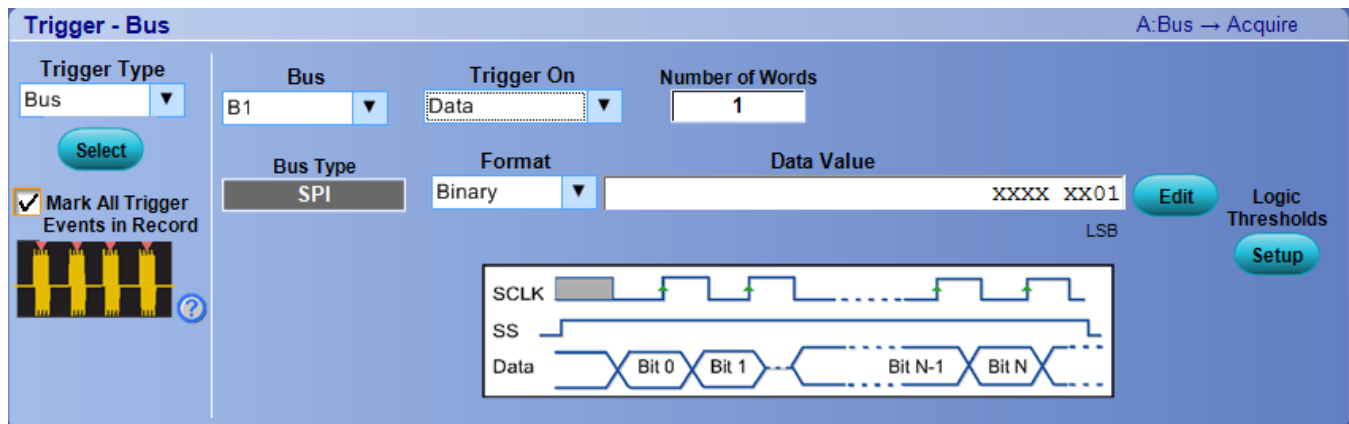 Trigger - Bus
A:Bus → Acquire
Trigger Type
Bus
Select
Mark All Trigger
Events in Record
Bus
B1
Trigger On
Data
Number of Words
1
Bus Type
SPI
Format
Binary
Data Value
XXXX XX01
LSB
Edit
Logic
Thresholds
Setup
SCLK
SS
Data
Bit 0
Bit 1
Bit N-1
Bit N
?